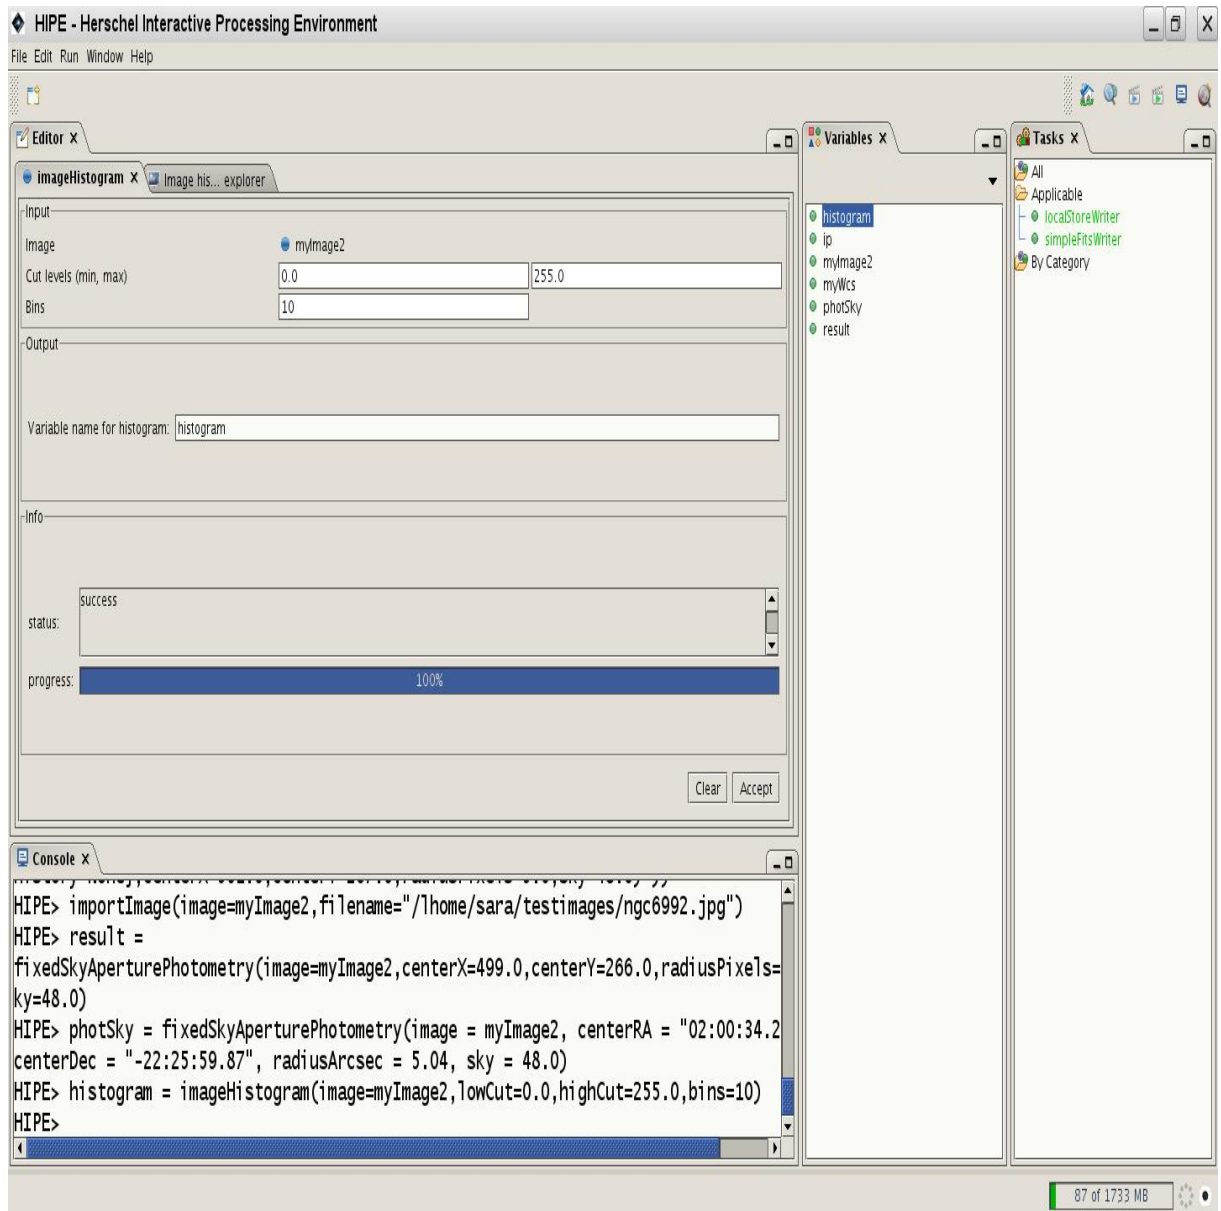 HIPE - Herschel Interactive Processing Environment
File Edit Run Window Help
Editor X
imageHistogram X
Image his... explorer
Input
Image
myImage2
Cut levels (min, max)
0.0
255.0
Bins
10
Output
Variable name for histogram: histogram
Info
status:
success
progress:
100%
Clear
Accept
Console X
HIPE> importImage(image=myImage2,filename="/lhome/sara/testimages/ngc6992.jpg")
HIPE> result =
fixedSkyAperturePhotometry(image=myImage2,centerX=499.0,centerY=266.0,radiusPixels=
ky=48.0)
HIPE> photSky = fixedSkyAperturePhotometry(image = myImage2, centerRA = "02:00:34.2
centerDec = "-22:25:59.87", radiusArcsec = 5.04, sky = 48.0)
HIPE> histogram = imageHistogram(image=myImage2,lowCut=0.0,highCut=255.0,bins=10)
HIPE>
Variables X
histogram
ip
myImage2
myWcs
photSky
result
Tasks X
All
Applicable
localStoreWriter
simpleFitsWriter
By Category
87 of 1733 MB